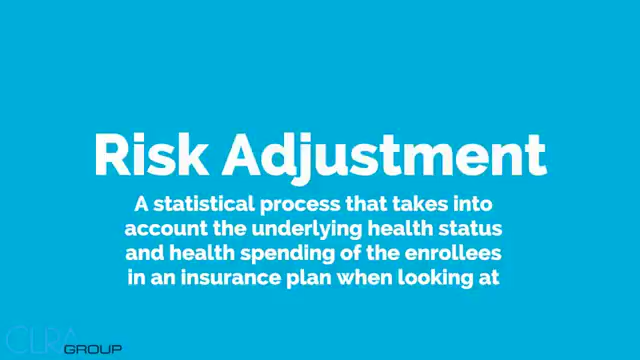 Risk Adjustment
A statistical process that takes into
account the underlying health status
and health spending of the enrollees
in an insurance plan when looking at
CLRA GROUP